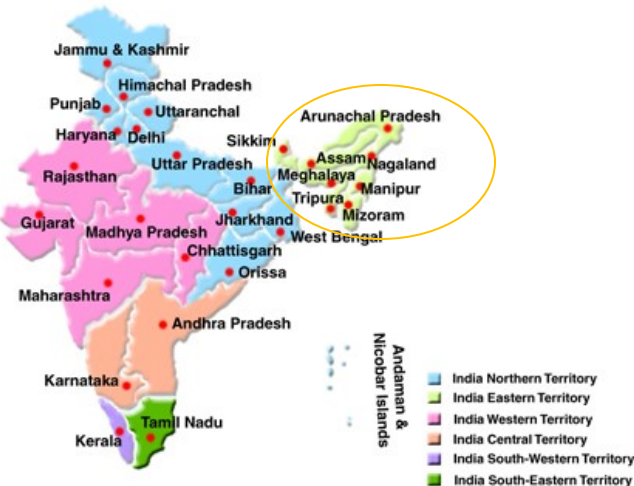 Jammu & Kashmir
Himachal Pradesh
Punjab
Uttaranchal
Haryana
Delhi
Arunachal Pradesh
Sikkim
Uttar Pradesh
Assam
Nagaland
Rajasthan
Meghalaya
Bihar
Manipur
Tripura
Mizoram
Gujarat
Jharkhand
Madhya Pradesh
West Bengal
Chhattisgarh
Orissa
Maharashtra
Andhra Pradesh
Andaman &
Nicobar Islands
Karnataka
Tamil Nadu
Kerala
India Northern Territory
India Eastern Territory
India Western Territory
India Central Territory
India South-Western Territory
India South-Eastern Territory